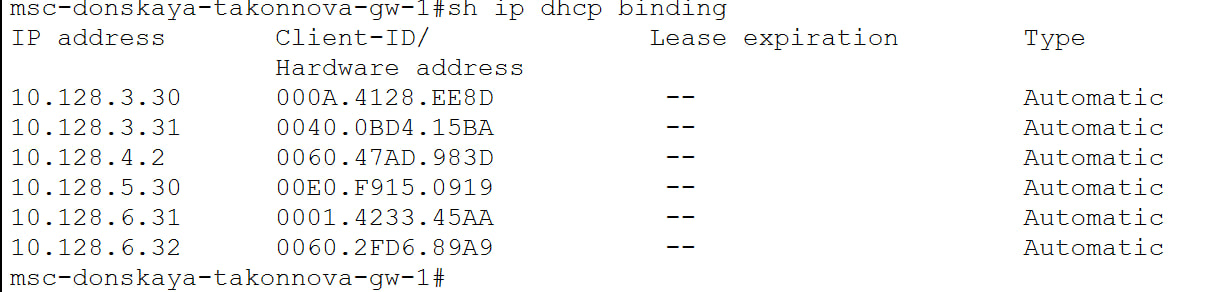 msc-donskaya-takonnova-gw-1#sh ip dhcp binding
IP address Client-ID/ Lease expiration Type
Hardware address
10.128.3.30 000A.4128.EE8D -- Automatic
10.128.3.31 0040.0BD4.15BA -- Automatic
10.128.4.2 0060.47AD.983D -- Automatic
10.128.5.30 00E0.F915.0919 -- Automatic
10.128.6.31 0001.4233.45AA -- Automatic
10.128.6.32 0060.2FD6.89A9 -- Automatic
msc-donskaya-takonnova-gw-1#